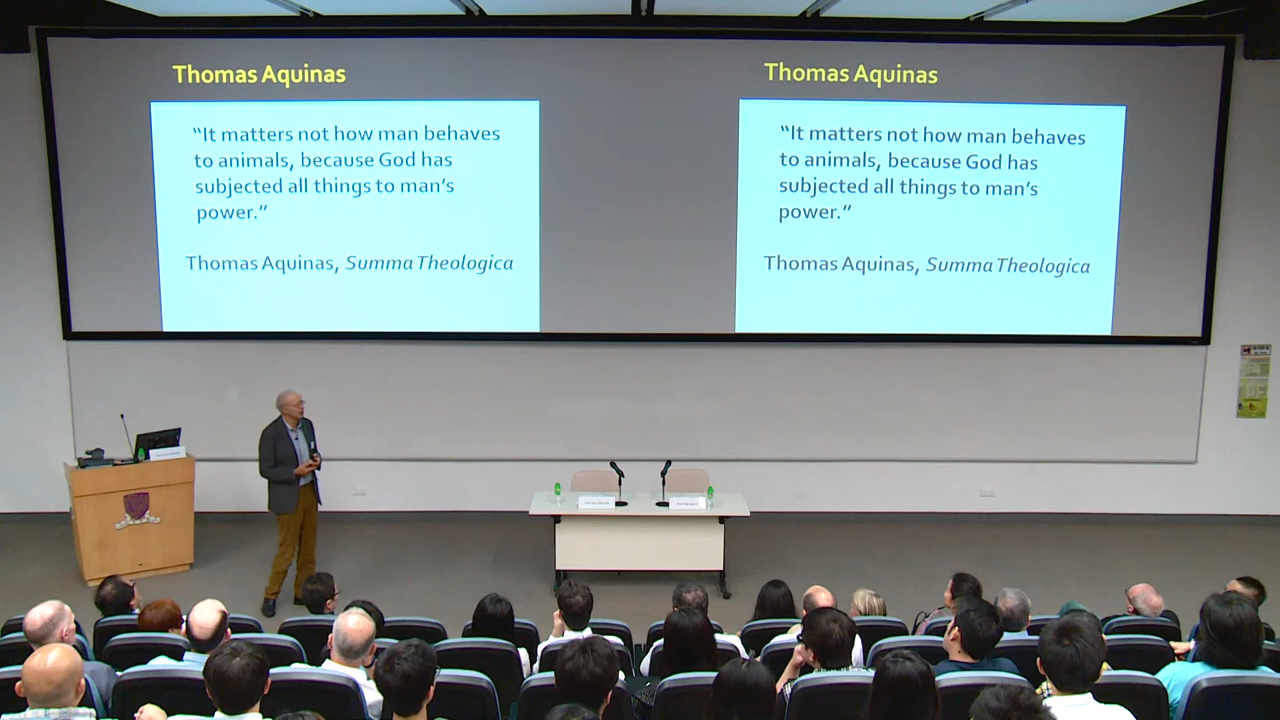 Thomas Aquinas
“It matters not how man behaves
to animals, because God has
subjected all things to man’s
power.”
Thomas Aquinas, Summa Theologica
Thomas Aquinas
“It matters not how man behaves
to animals, because God has
subjected all things to man’s
power.”
Thomas Aquinas, Summa Theologica